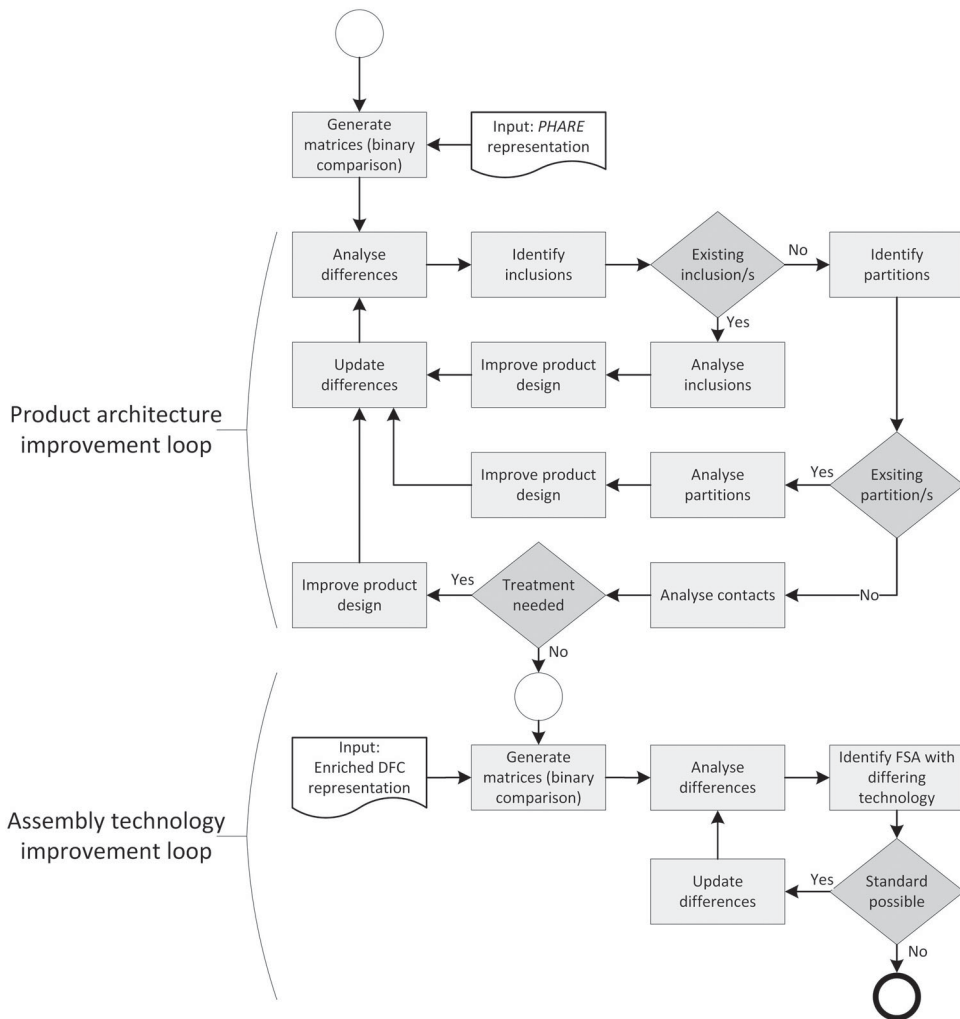 Generate
matrices (binary
comparison)
Input: PHARE
representation
Analyse
differences
Identify
inclusions
Existing
inclusion/s
No
Identify
partitions
Yes
Update
differences
Improve product
design
Analyse
inclusions
Product architecture
improvement loop
Improve product
design
Analyse
partitions
Yes
Exsiting
partition/s
Improve product
design
Yes
Treatment
needed
Analyse contacts
No
No
Input:
Enriched DFC
representation
Generate
matrices (binary
comparison)
Analyse
differences
Identify FSA with
differing
technology
Assembly technology
improvement loop
Update
differences
Yes
Standard
possible
No